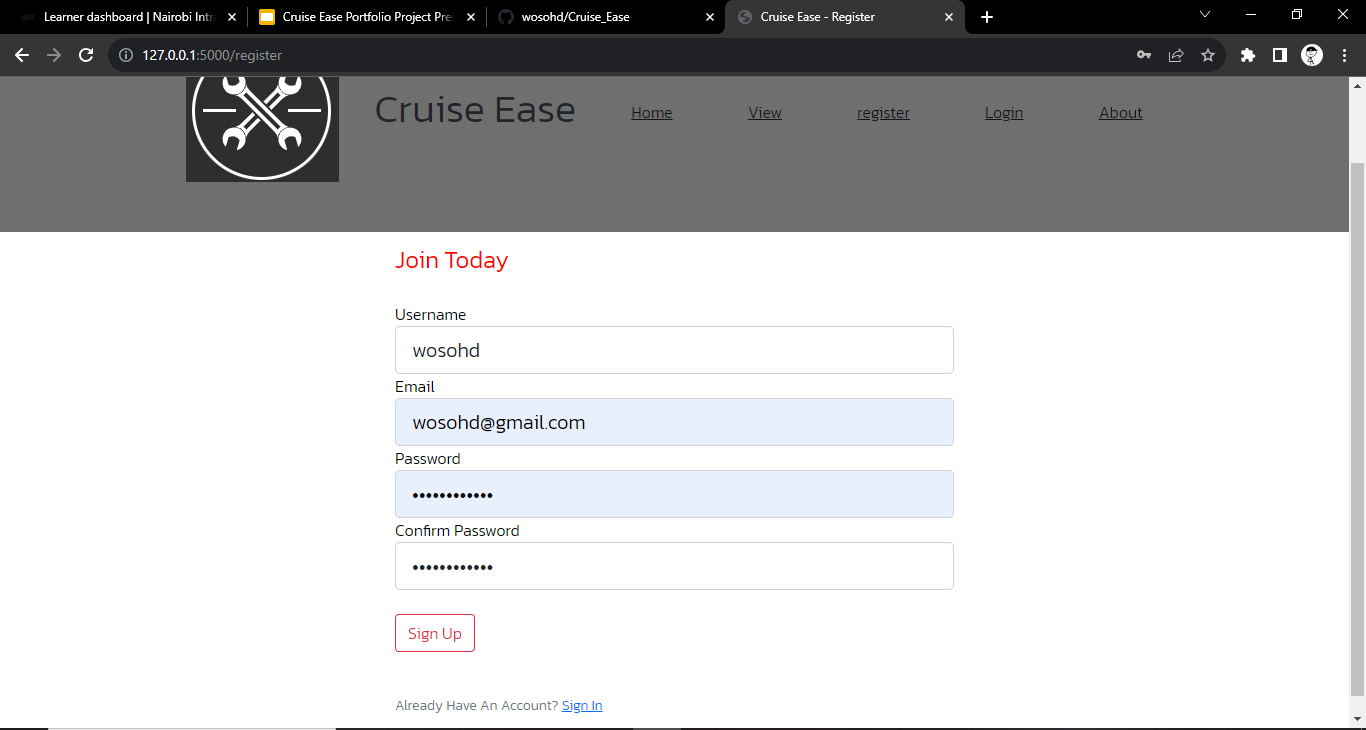 Learner dashboard | Nairobi Intr
Cruise Ease Portfolio Project Pre
wosohd/Cruise_Ease
Cruise Ease - Register
127.0.0.1:5000/register
Cruise Ease
Home
View
register
Login
About
Join Today
Username
wosohd
Email
wosohd@gmail.com
Password
••••••••••••
Confirm Password
••••••••••••
Sign Up
Already Have An Account? Sign In